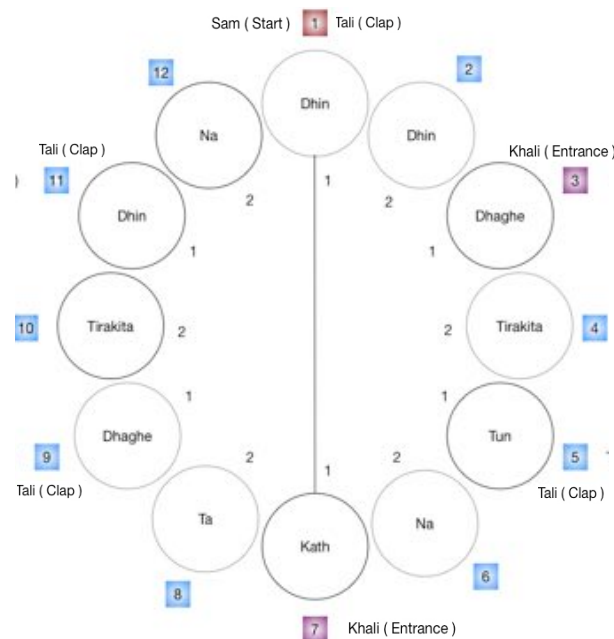 Sam ( Start ) 1 Tali ( Clap )
Dhin
1
2
Dhin
2
Khali ( Entrance )
3
Dhaghe
1
4
Tirakita
2
5
Tun
1
Tali ( Clap )
6
Na
2
7 Khali ( Entrance )
Kath
1
8
Ta
2
9
Dhaghe
1
Tali ( Clap )
10
Tirakita
2
Tali ( Clap )
) 11
Dhin
1
12
Na
2